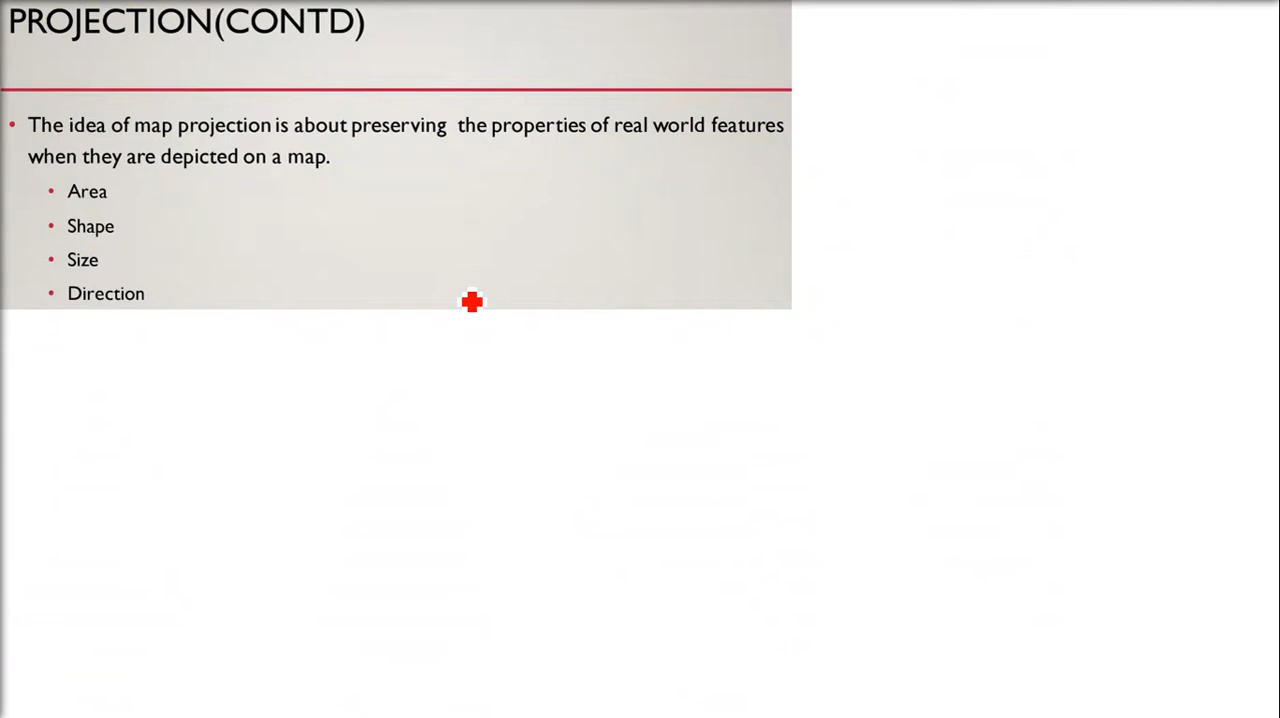 PROJECTION(CONTD)
• The idea of map projection is about preserving the properties of real world features
when they are depicted on a map.
• Area
• Shape
• Size
• Direction